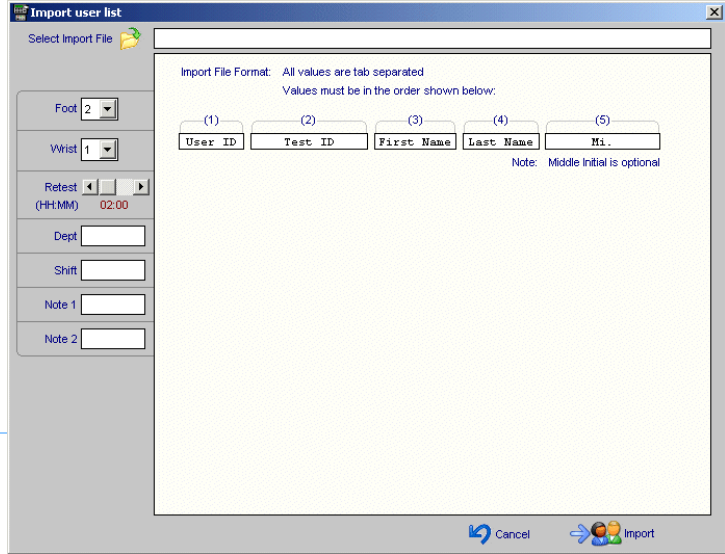 Import user list
Select Import File
Import File Format: All values are tab separated
Values must be in the order shown below:
(1) (2) (3) (4) (5)
User ID Test ID First Name Last Name Mi.
Note: Middle Initial is optional
Foot 2
Wrist 1
Retest
(HH:MM) 02:00
Dept
Shift
Note 1
Note 2
Cancel Import